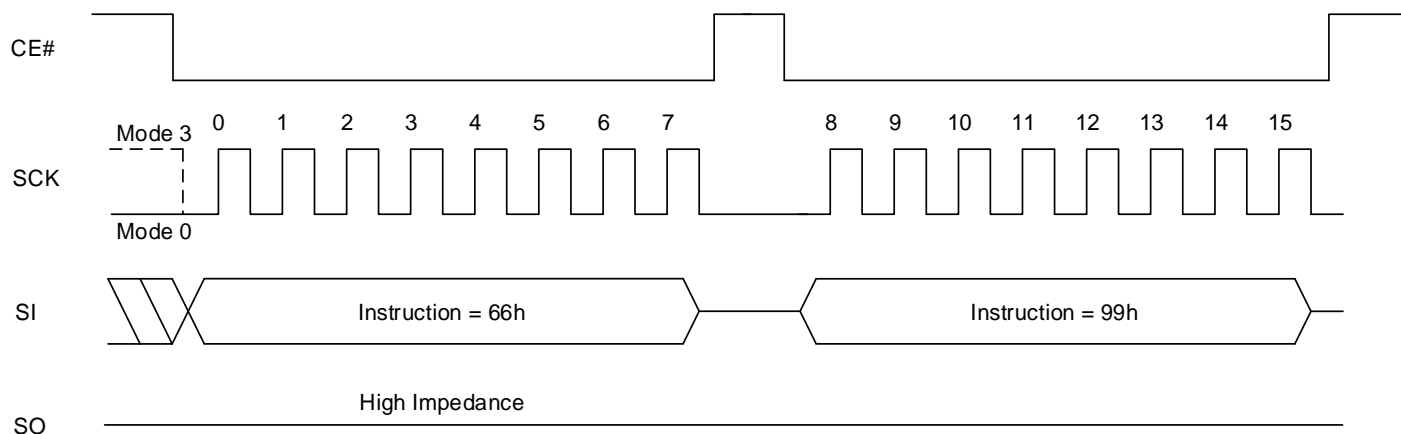 CE#
0 1 2 3 4 5 6 7 8 9 10 11 12 13 14 15
Mode 3
SCK
Mode 0
SI
Instruction = 66h
Instruction = 99h
High Impedance
SO